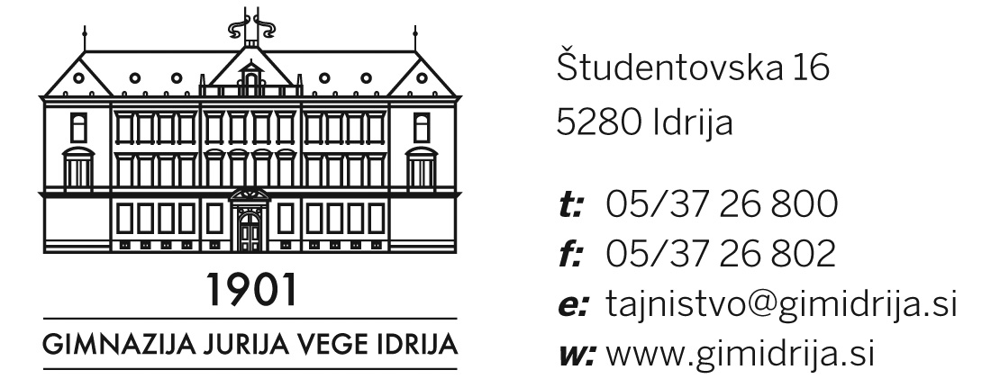 1901
GIMNAZIJA JURIJA VEGE IDRIJA
Študentovska 16
5280 Idrija
t: 05/37 26 800
f: 05/37 26 802
e: tajnistvo@gimidrija.si
w: www.gimidrija.si